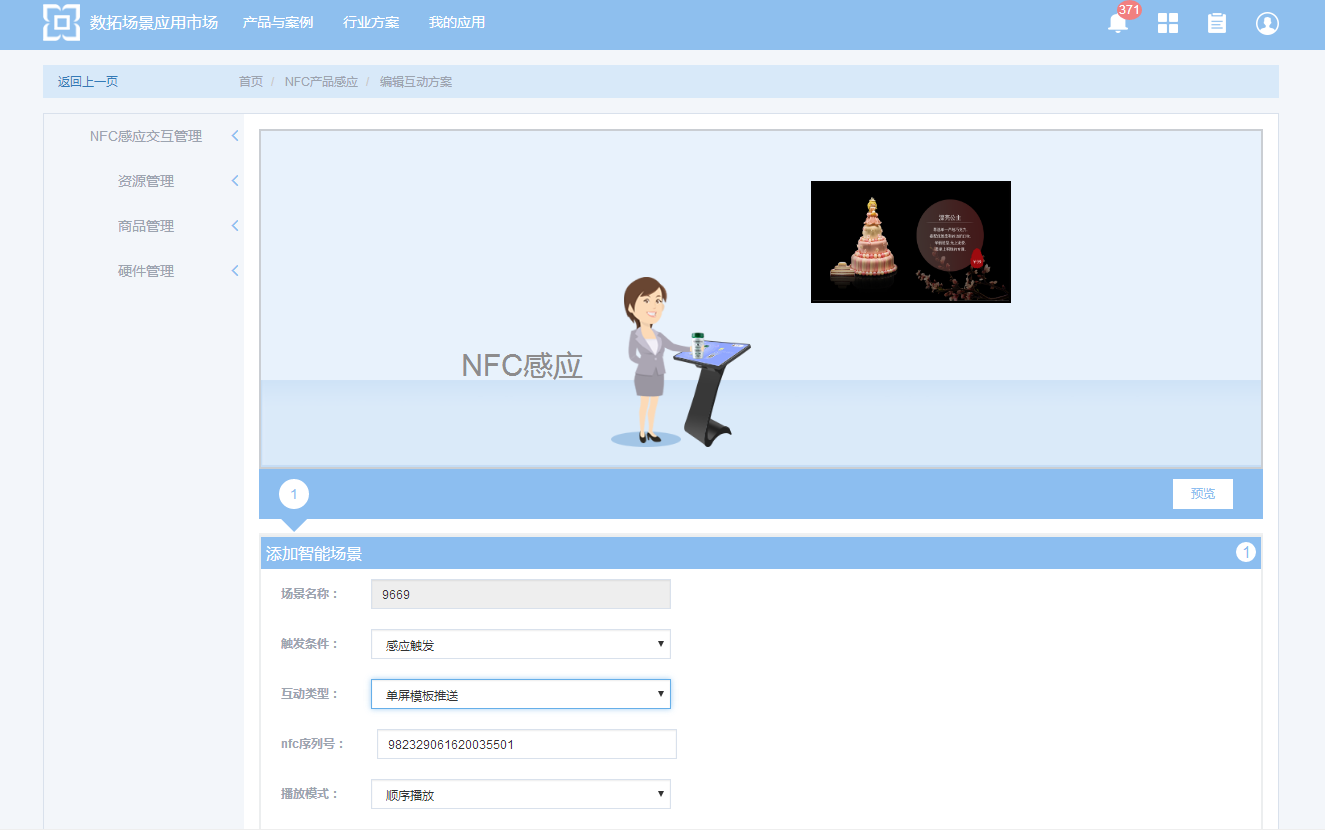 数拓场景应用市场 产品与案例 行业方案 我的应用 371
返回上一页 首页 / NFC产品感应 / 编辑互动方案
NFC感应交互管理
资源管理
商品管理
硬件管理
NFC感应
1 预览
添加智能场景 1
场景名称： 9669
触发条件： 感应触发
互动类型： 单屏模板推送
nfc序列号： 982329061620035501
播放模式： 顺序播放